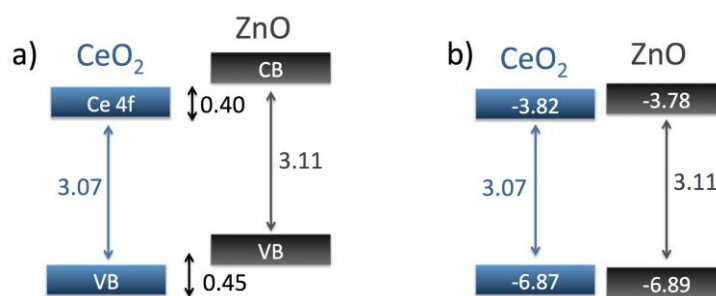 a)
CeO₂
ZnO
CB
Ce 4f
0.40
3.07
3.11
VB
VB
0.45
b)
CeO₂
ZnO
-3.82
-3.78
3.07
3.11
-6.87
-6.89